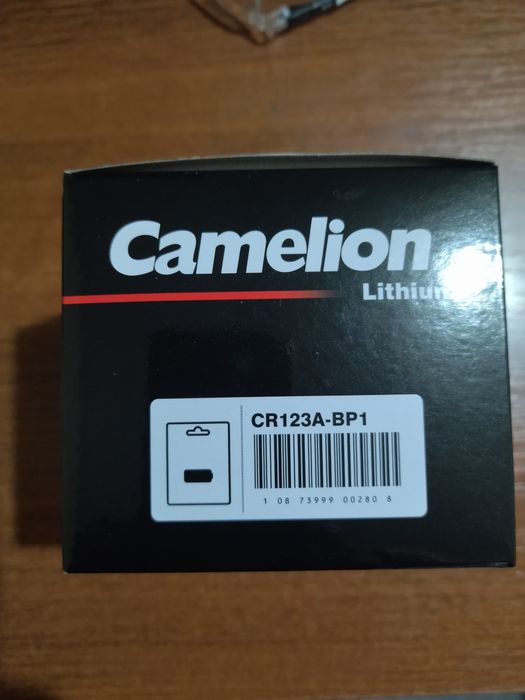 Camelion
Lithium
CR123A-BP1
1 08 73999 00280 8